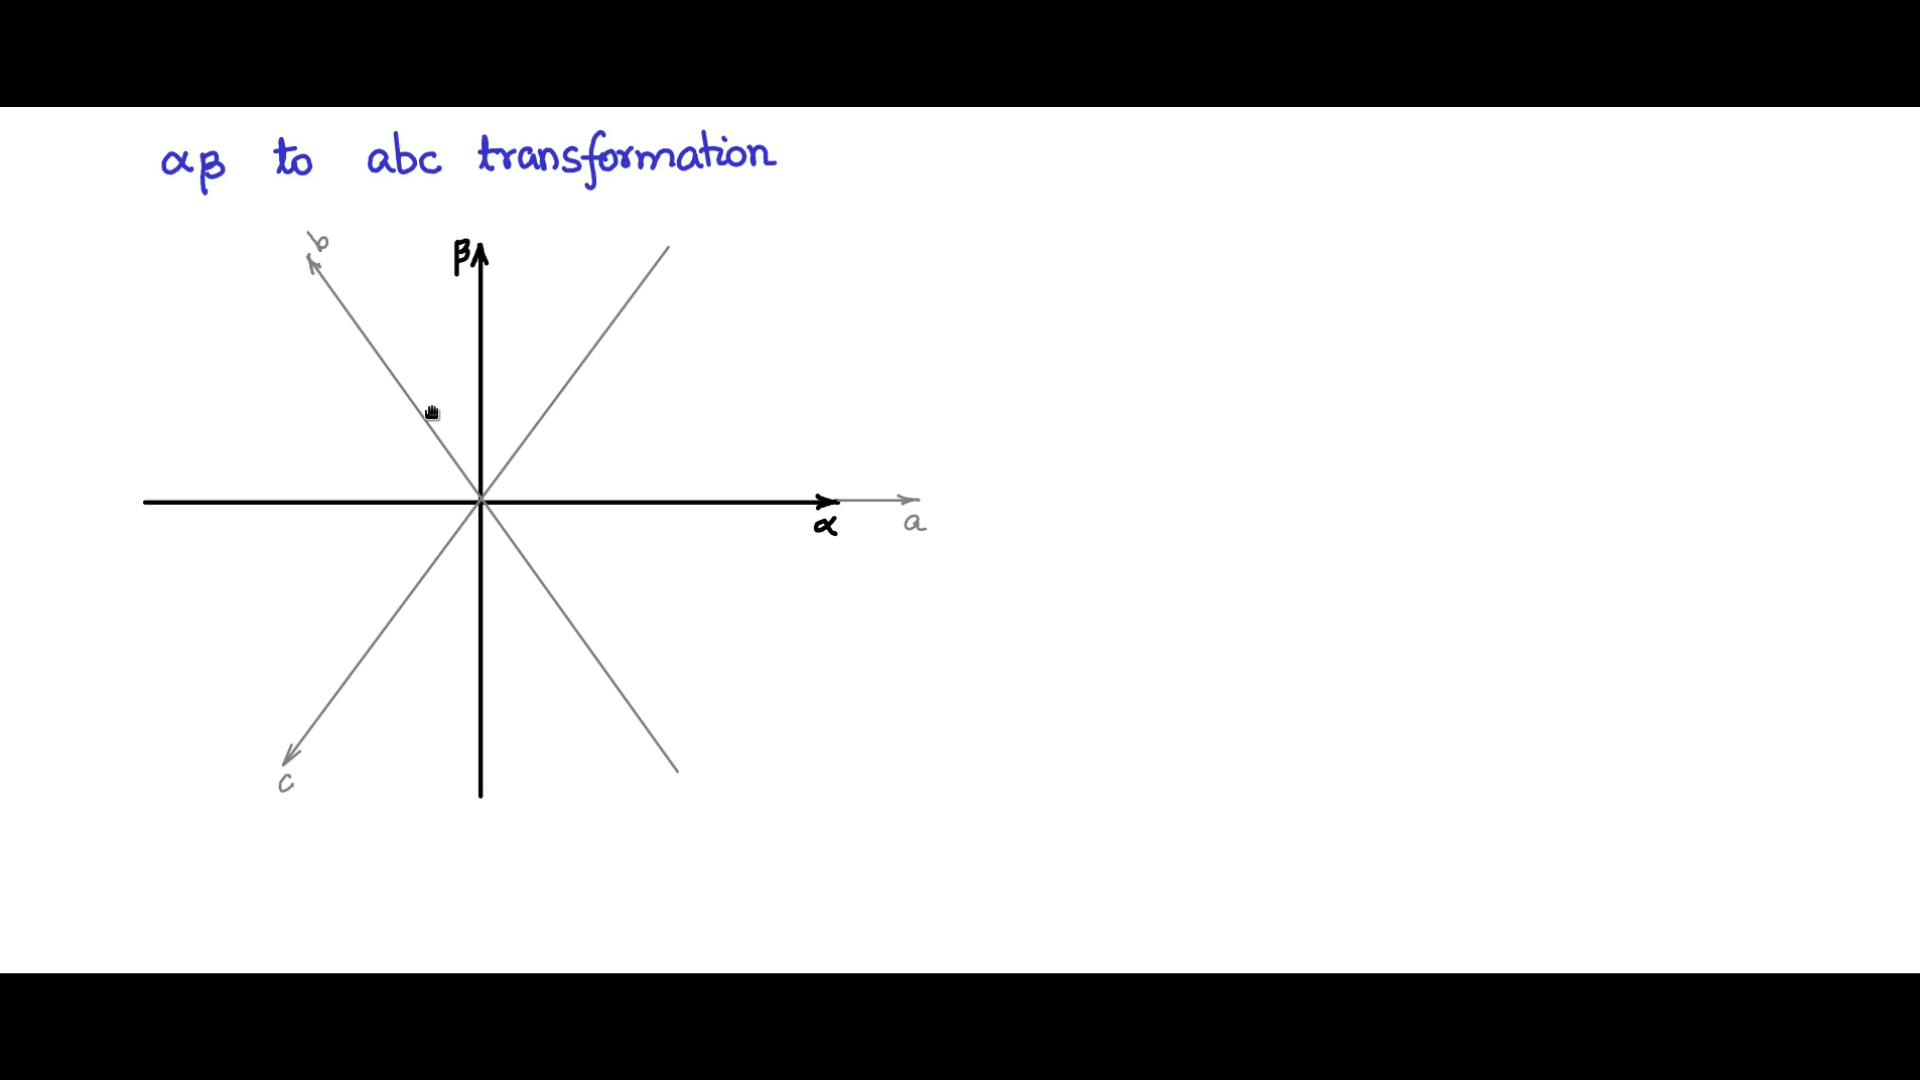 αβ to abc transformation
b
β
α
a
c